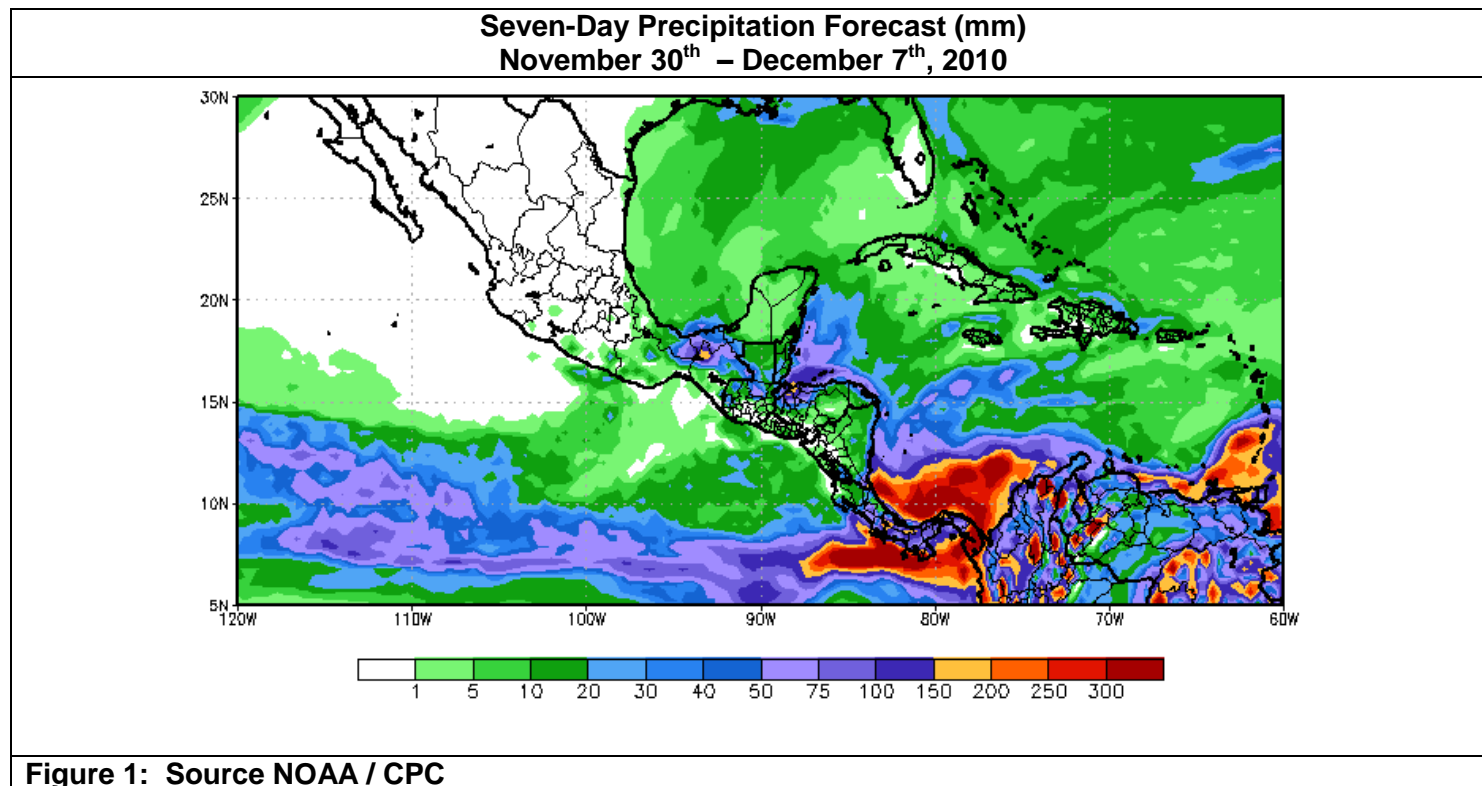 Seven-Day Precipitation Forecast (mm)
November 30th – December 7th, 2010
30N
25N
20N
15N
10N
5N
120W 110W 100W 90W 80W 70W 60W
1 5 10 20 30 40 50 75 100 150 200 250 300
Figure 1: Source NOAA / CPC